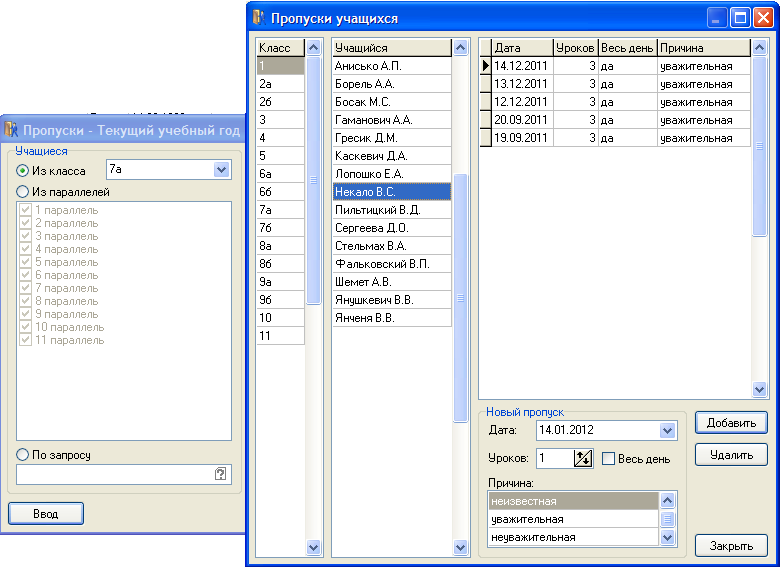 Пропуски - Текущий учебный год
Учащиеся
Из класса 7а
Из параллелей
1 параллель
2 параллель
3 параллель
4 параллель
5 параллель
6 параллель
7 параллель
8 параллель
9 параллель
10 параллель
11 параллель
По запросу
?
Ввод
Пропуски учащихся
Класс
1
2а
2б
3
4
5
6а
6б
7а
7б
8а
8б
9а
9б
10
11
Учащийся
Анисько А.П.
Борель А.А.
Босак М.С.
Гаманович А.А.
Гресик Д.М.
Каскевич Д.А.
Лопошко Е.А.
Некало В.С.
Пильтицкий В.Д.
Сергеева Д.О.
Стельмах В.А.
Фальковский В.П.
Шемет А.В.
Янушкевич В.В.
Янченя В.В.
Дата Уроков Весь день Причина
14.12.2011 3 да уважительная
13.12.2011 3 да уважительная
12.12.2011 3 да уважительная
20.09.2011 3 да уважительная
19.09.2011 3 да уважительная
Новый пропуск
Дата: 14.01.2012
Уроков: 1 Весь день
Причина:
неизвестная
уважительная
неуважительная
Добавить
Удалить
Закрыть